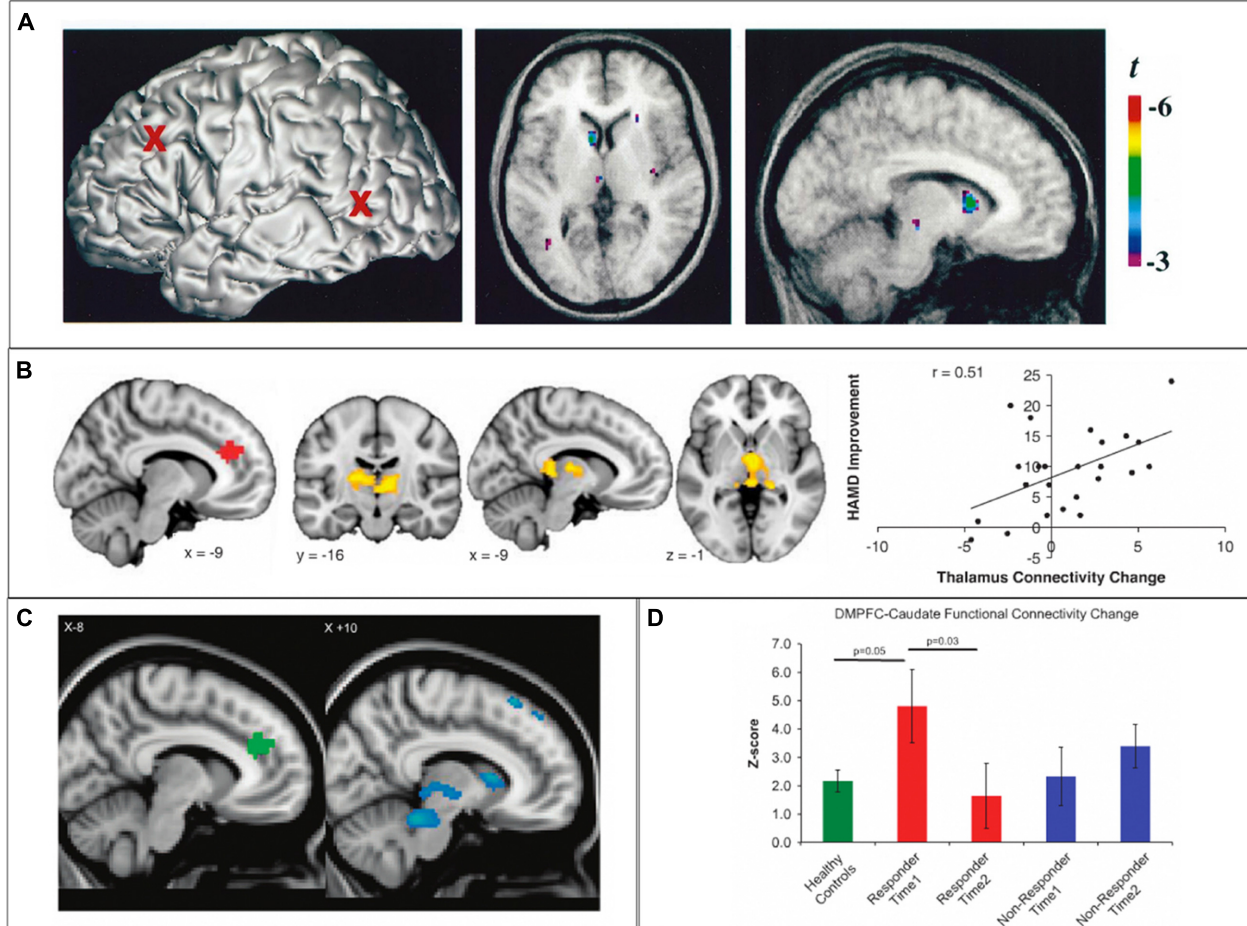 A
X
X
t
-6
-3
B
x = -9
y = -16
x = -9
z = -1
r = 0.51
HAMD Improvement
25
20
15
10
5
0
-5
-10
-5
0
5
10
Thalamus Connectivity Change
C
X-8
X +10
D
DMPFC-Caudate Functional Connectivity Change
p=0.05
p=0.03
Z-score
7.0
6.0
5.0
4.0
3.0
2.0
1.0
0.0
Healthy
Controls
Responder
Time1
Responder
Time2
Non-Responder
Time1
Non-Responder
Time2